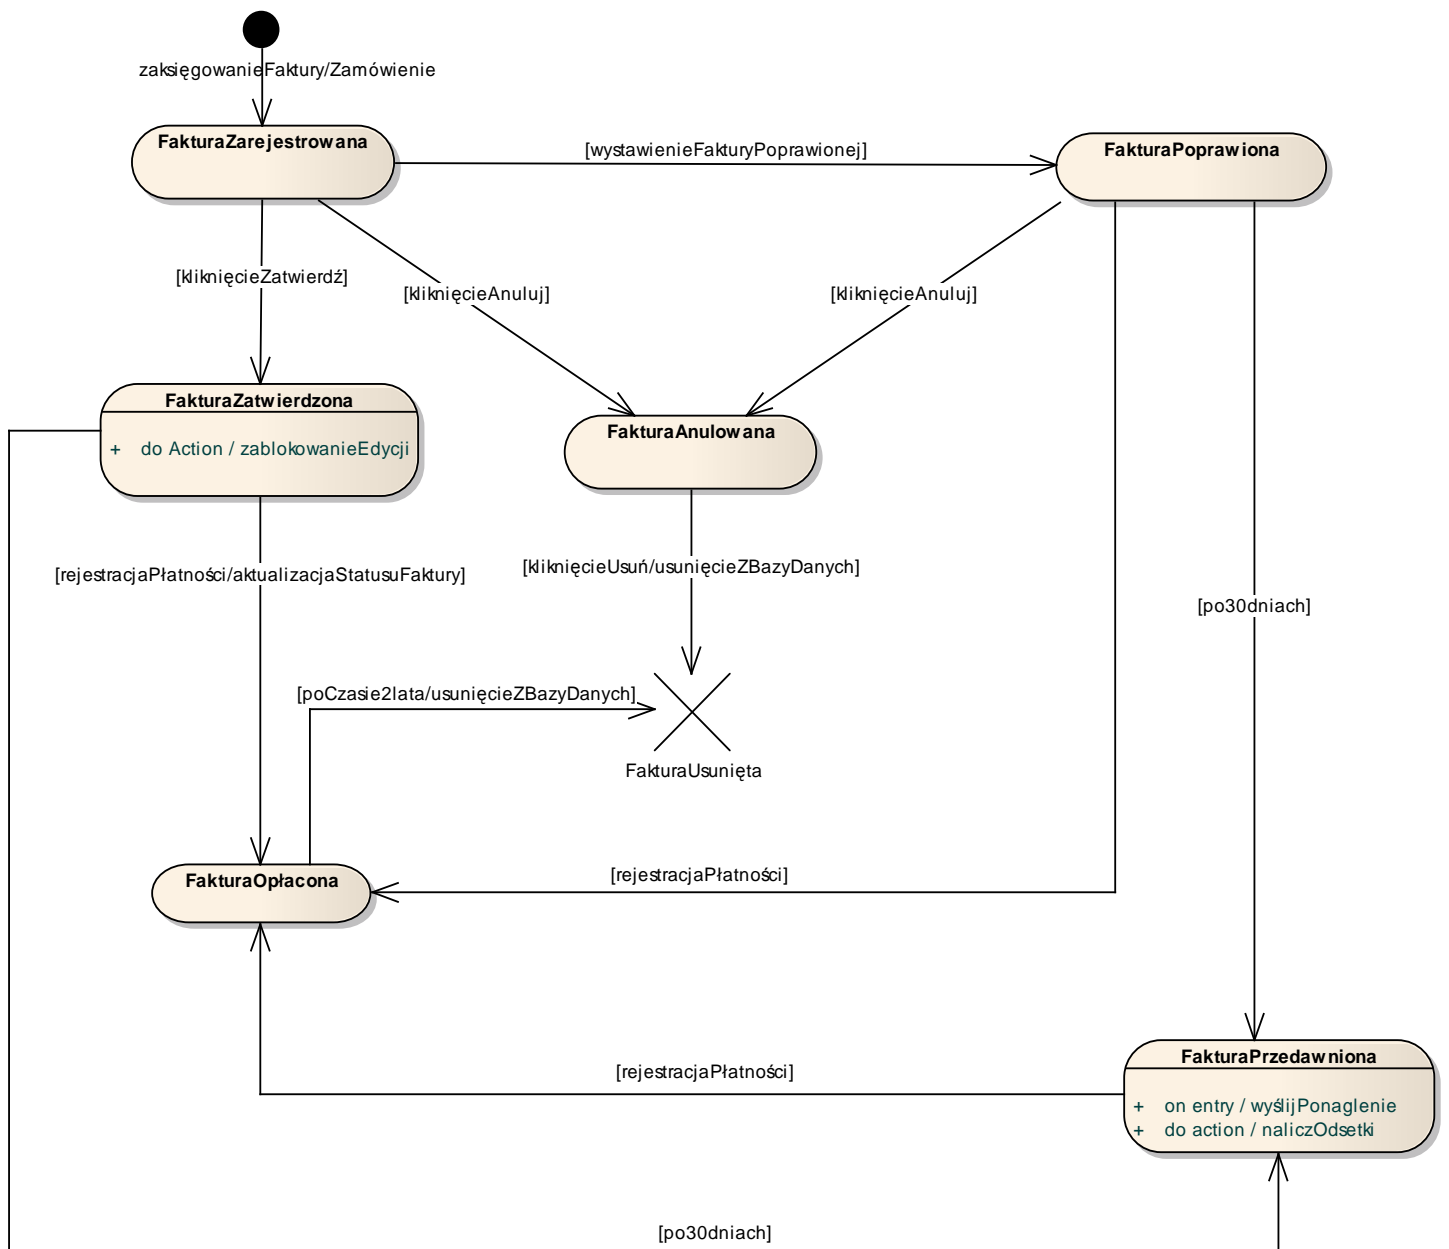 zaksięgowanieFaktury/Zamówienie
FakturaZarejestrowana
[wystawienieFakturyPoprawionej]
FakturaPoprawiona
[kliknięcieZatwierdź]
[kliknięcieAnuluj]
[kliknięcieAnuluj]
FakturaZatwierdzona
+ do Action / zablokowanieEdycji
FakturaAnulowana
[rejestracjaPłatności/aktualizacjaStatusuFaktury]
[kliknięcieUsuń/usunięcieZBazyDanych]
[po30dniach]
[poCzasie2lata/usunięcieZBazyDanych]
FakturaUsunięta
FakturaOpłacona
[rejestracjaPłatności]
FakturaPrzedawniona
[rejestracjaPłatności]
+ on entry / wyślijPonaglenie
+ do action / naliczOdsetki
[po30dniach]